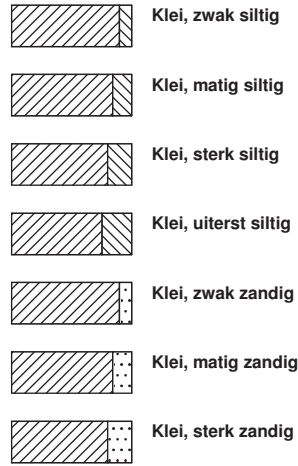 Klei, zwak siltig
Klei, matig siltig
Klei, sterk siltig
Klei, uiterst siltig
Klei, zwak zandig
Klei, matig zandig
Klei, sterk zandig